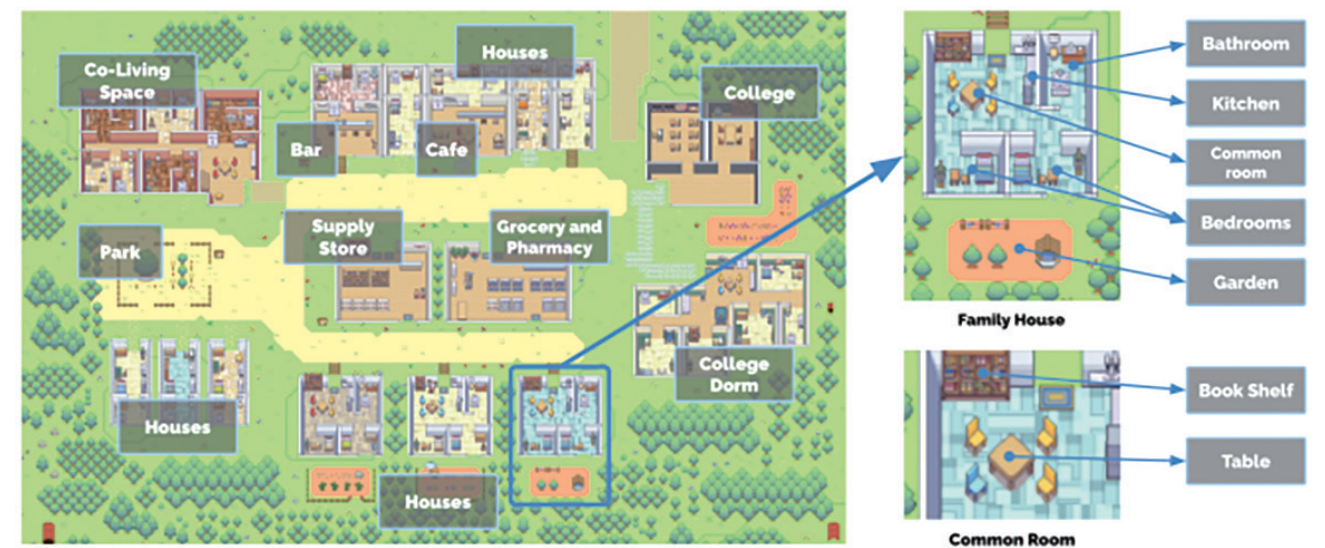 Co-Living
Space
Houses
College
Bar
Cafe
Supply
Store
Grocery and
Pharmacy
Park
College
Dorm
Houses
Houses
Bathroom
Kitchen
Common
room
Bedrooms
Garden
Family House
Book Shelf
Table
Common Room